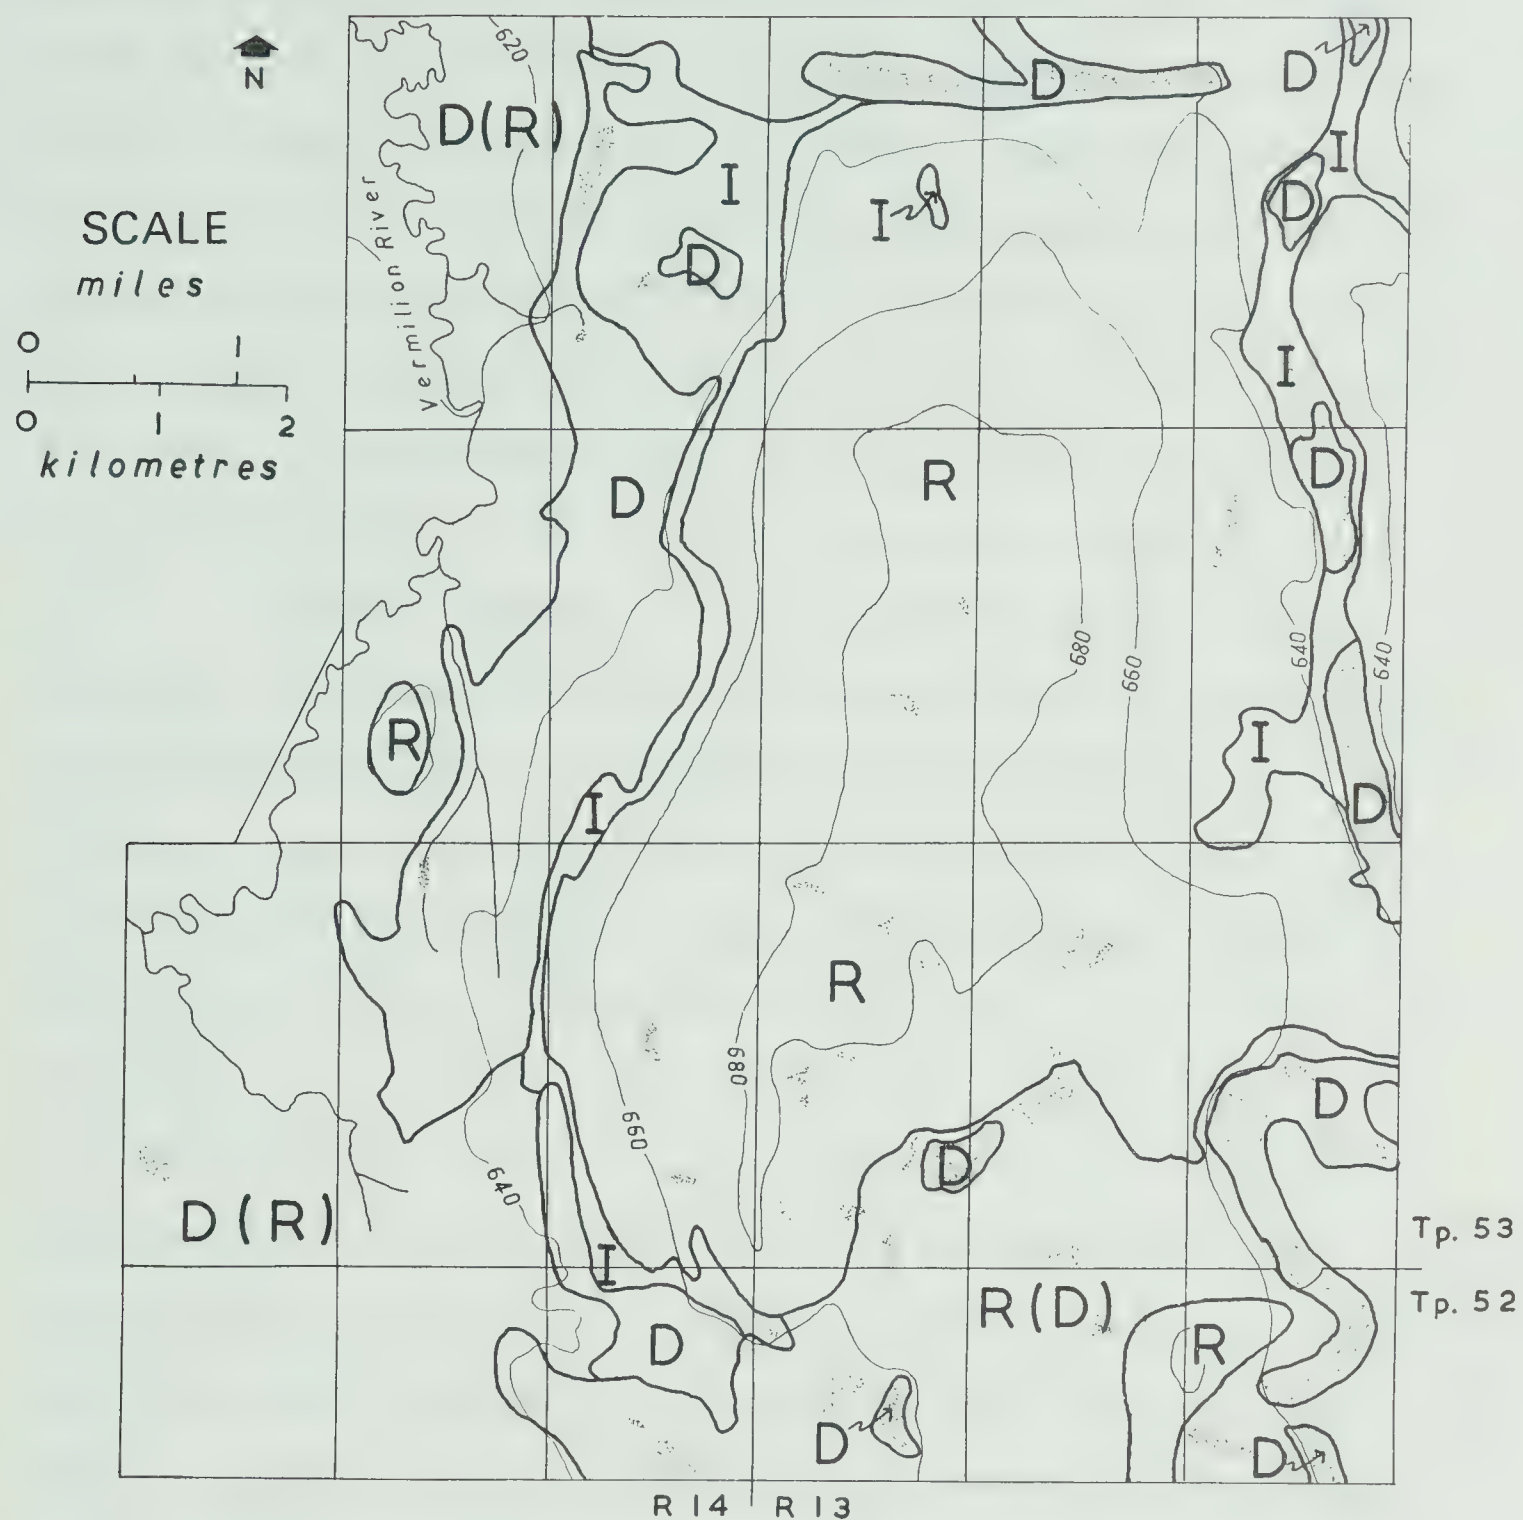 N
620
D
D
D(R)
I
I
D
I
D
SCALE
miles
Vermilion River
0 1
0 1 2
kilometres
I
D
R
D
680
660
640
640
R
I
I
D
R
680
D
660
D
640
D(R)
I
Tp. 53
R(D)
Tp. 52
D
R
D
D
R 14 R 13